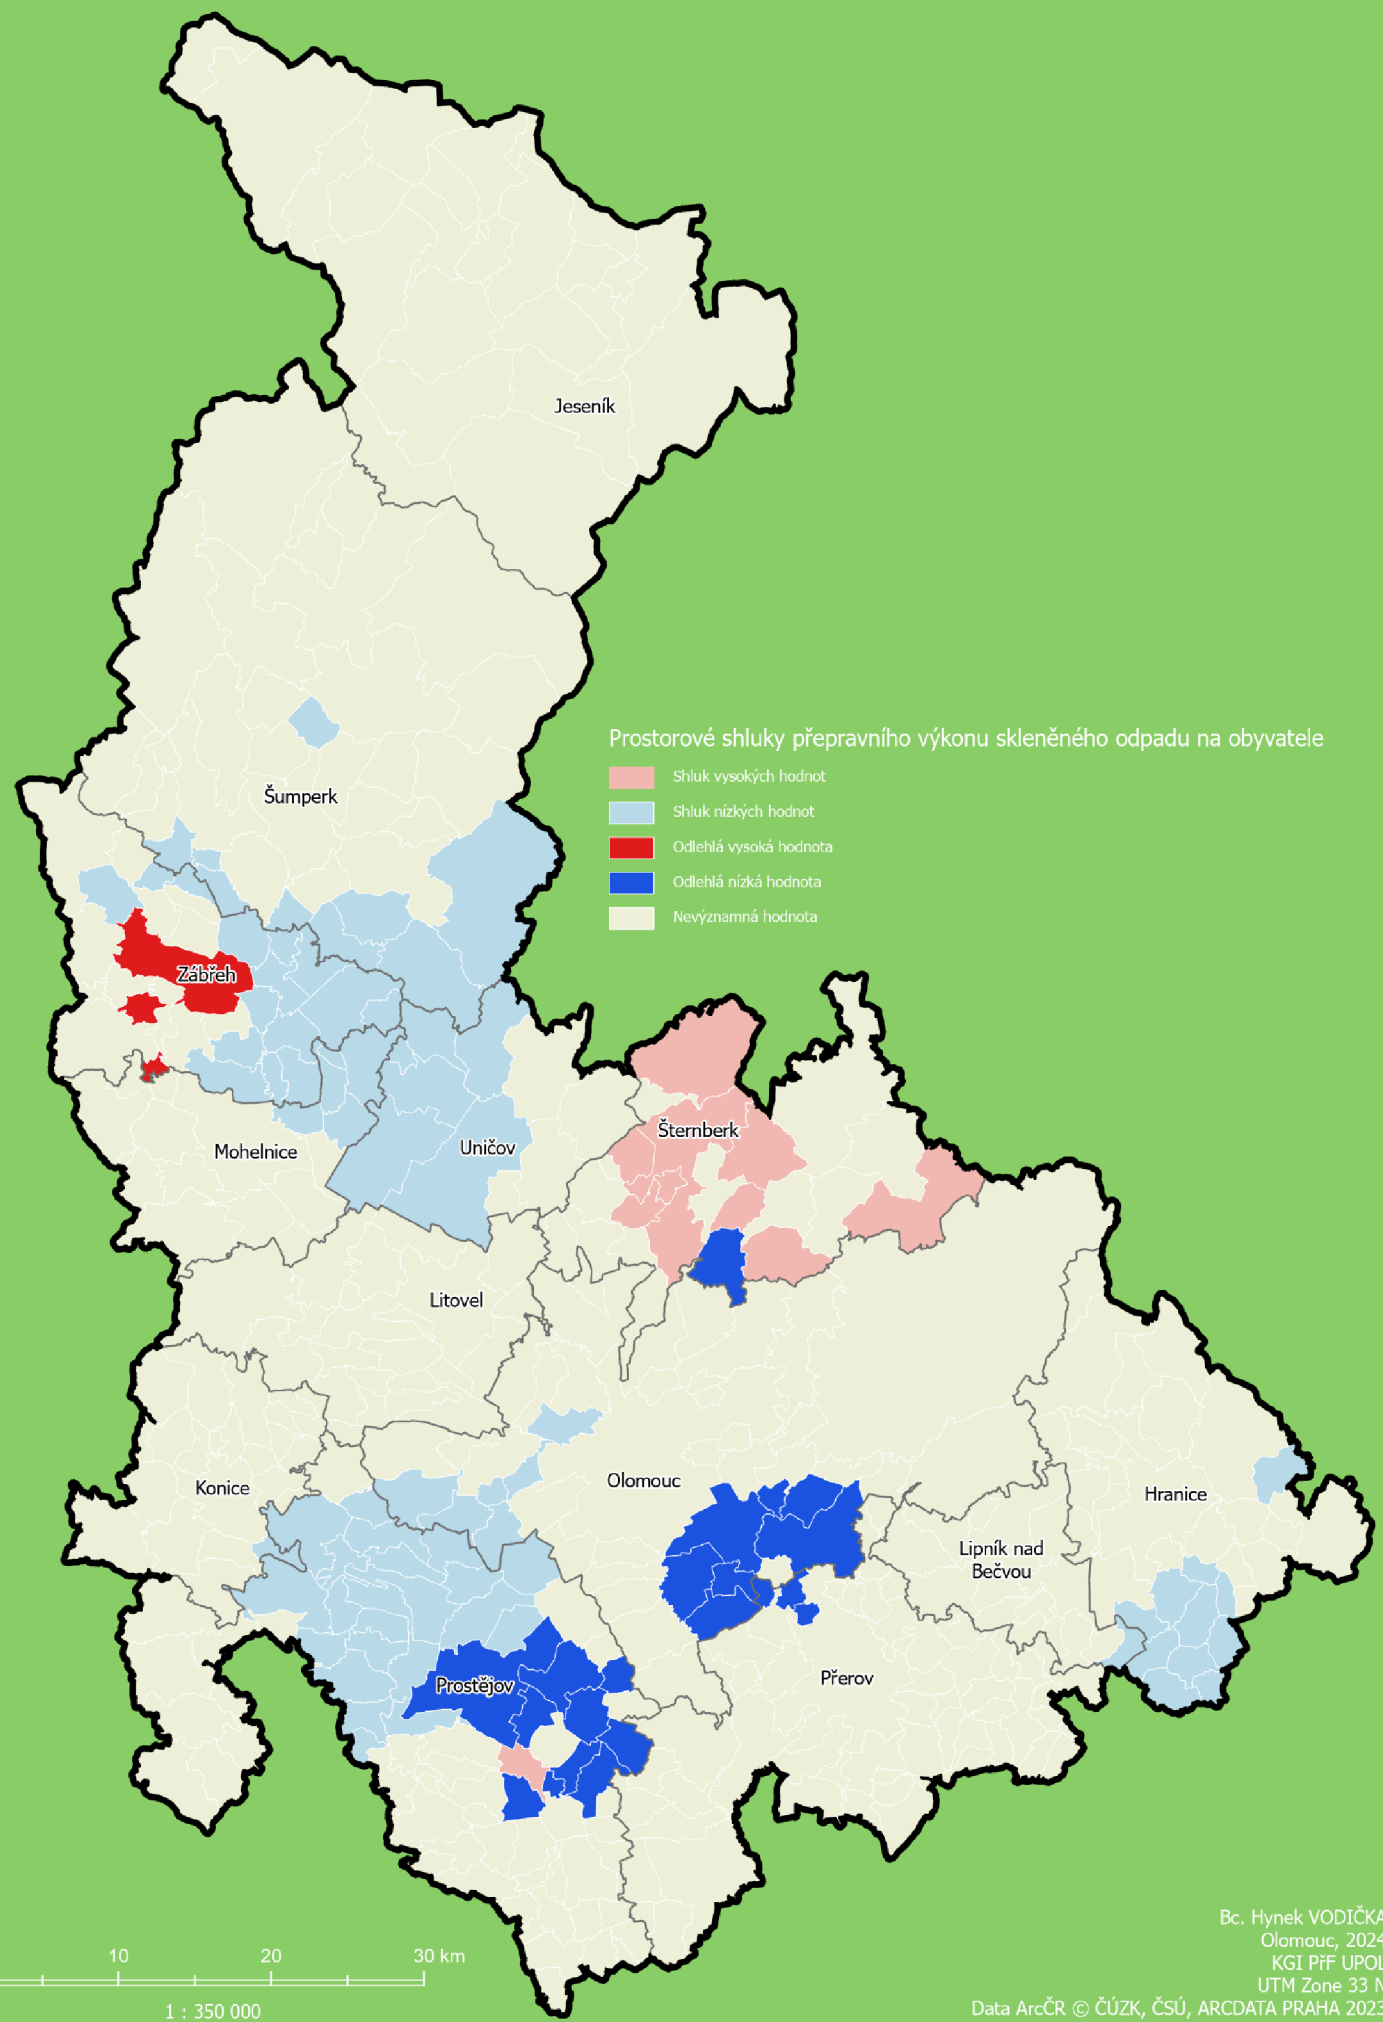 Jeseník
Prostorové shluky přepravního výkonu skleněného odpadu na obyvatele
Shluk vysokých hodnot
Shluk nízkých hodnot
Odlehlá vysoká hodnota
Odlehlá nízká hodnota
Nevýznamná hodnota
Šumperk
Zábřeh
Šternberk
Mohelnice
Uničov
Litovel
Konice
Olomouc
Hranice
Lipník nad
Bečvou
Prostějov
Přerov
Bc. Hynek VODIČKA
Olomouc, 2024
KGI PřF UPOL
UTM Zone 33 N
Data ArcČR © ČÚZK, ČSÚ, ARCDATA PRAHA 2023
10 20 30 km
1 : 350 000